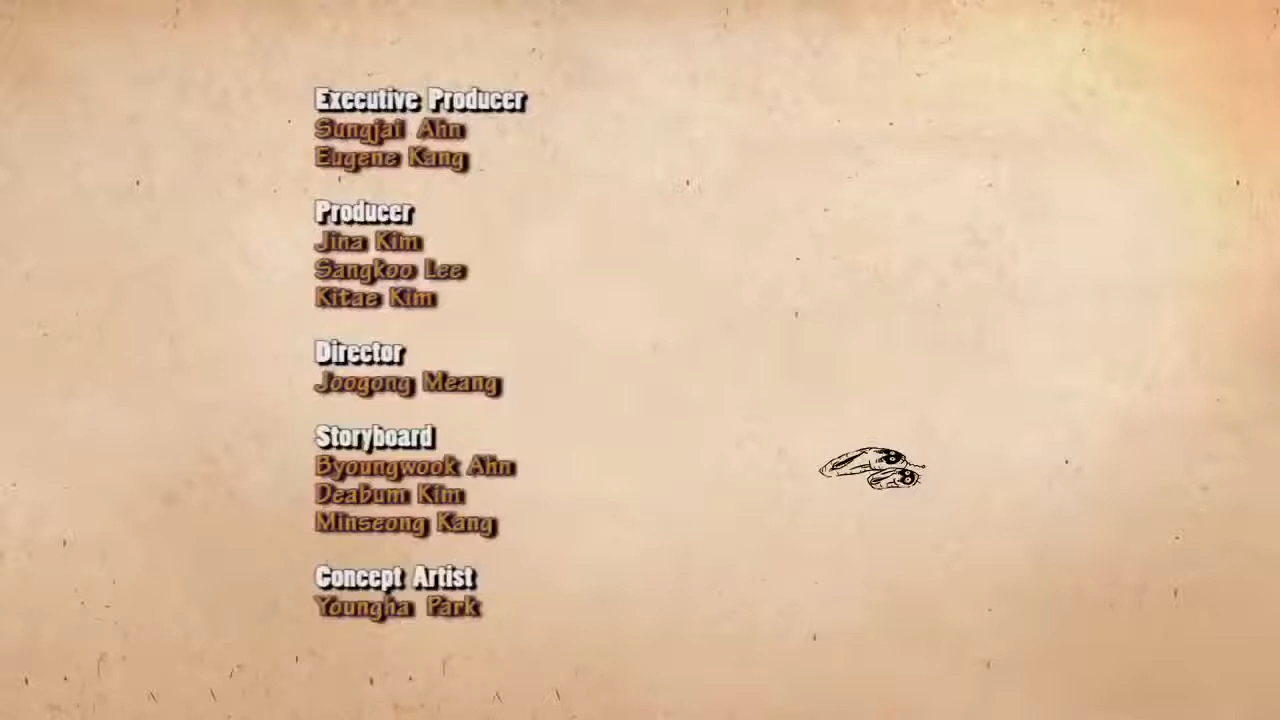 Executive Producer
Sungjai Ahn
Eugene Kang
Producer
Jina Kim
Sangkoo Lee
Kitae Kim
Director
Joogong Meang
Storyboard
Byoungwook Ahn
Deabum Kim
Minseong Kang
Concept Artist
Youngha Park